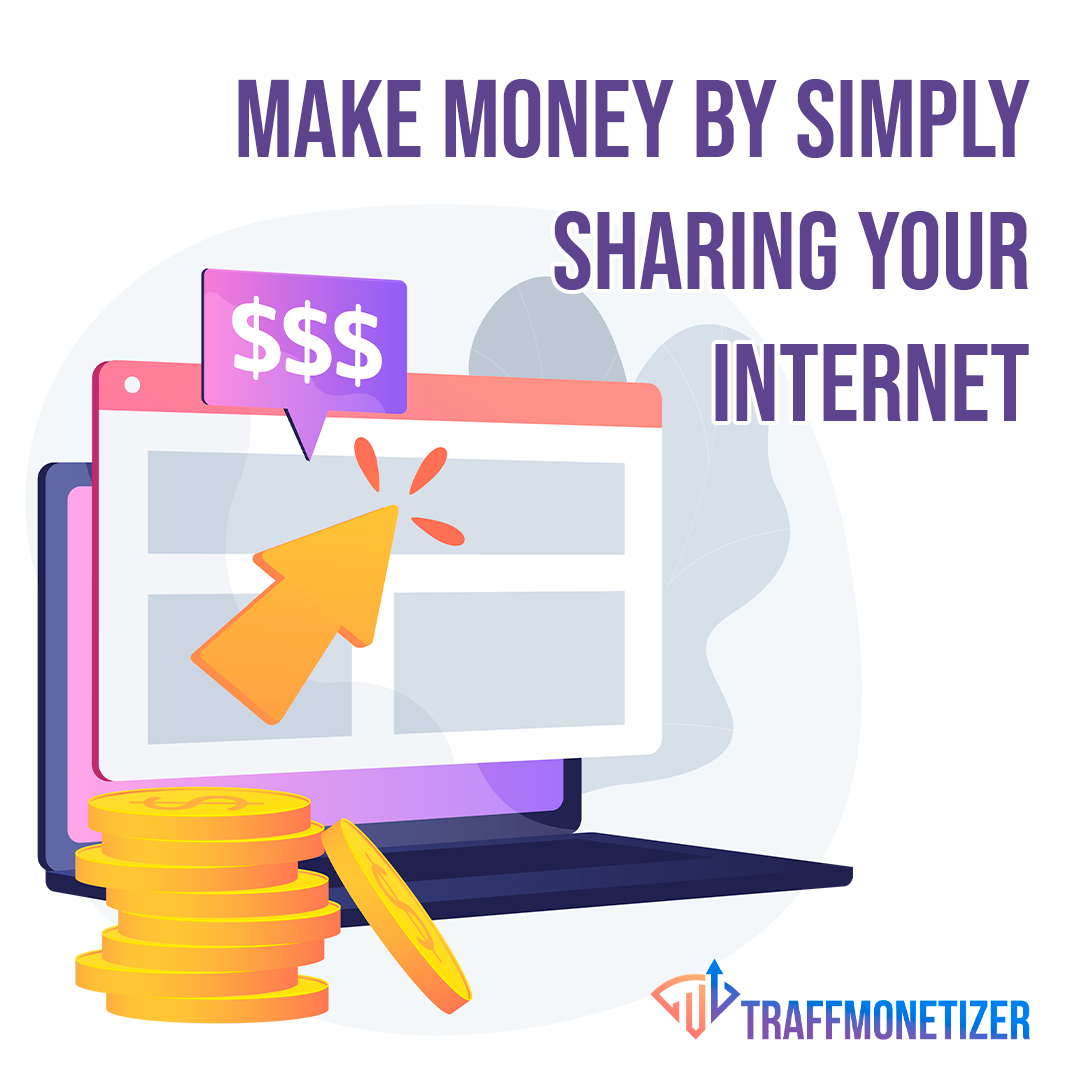 MAKE MONEY BY SIMPLY
SHARING YOUR
INTERNET
$$$
TRAFFMONETIZER